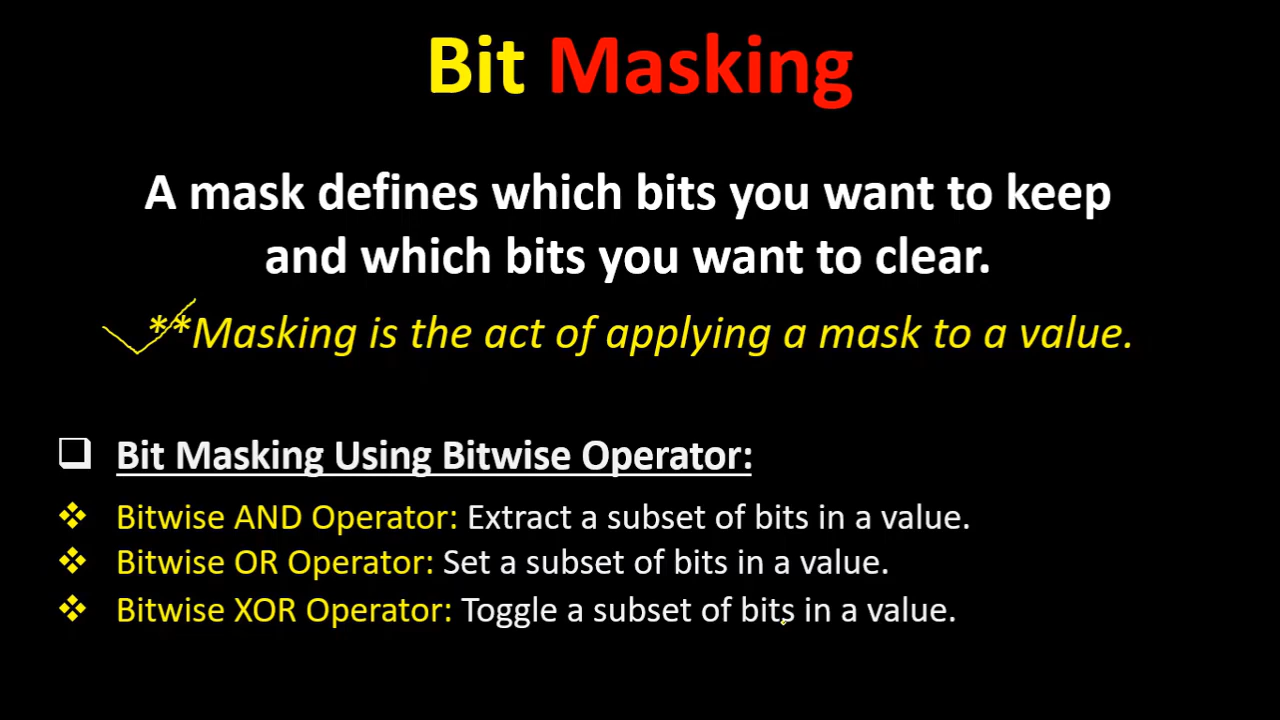 Bit Masking
A mask defines which bits you want to keep
and which bits you want to clear.
**Masking is the act of applying a mask to a value.
Bit Masking Using Bitwise Operator:
Bitwise AND Operator: Extract a subset of bits in a value.
Bitwise OR Operator: Set a subset of bits in a value.
Bitwise XOR Operator: Toggle a subset of bits in a value.